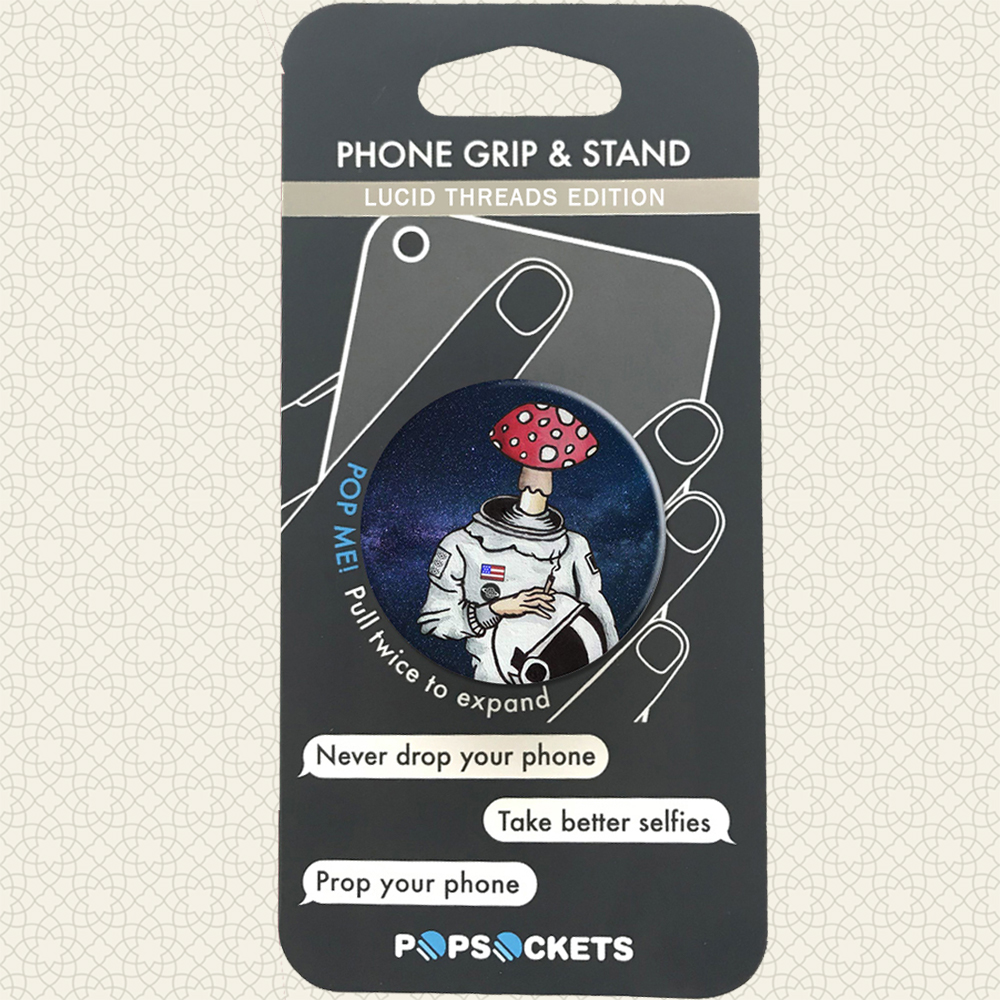 PHONE GRIP & STAND
LUCID THREADS EDITION
POP ME! Pull twice to expand
Never drop your phone
Take better selfies
Prop your phone
POPSOCKETS